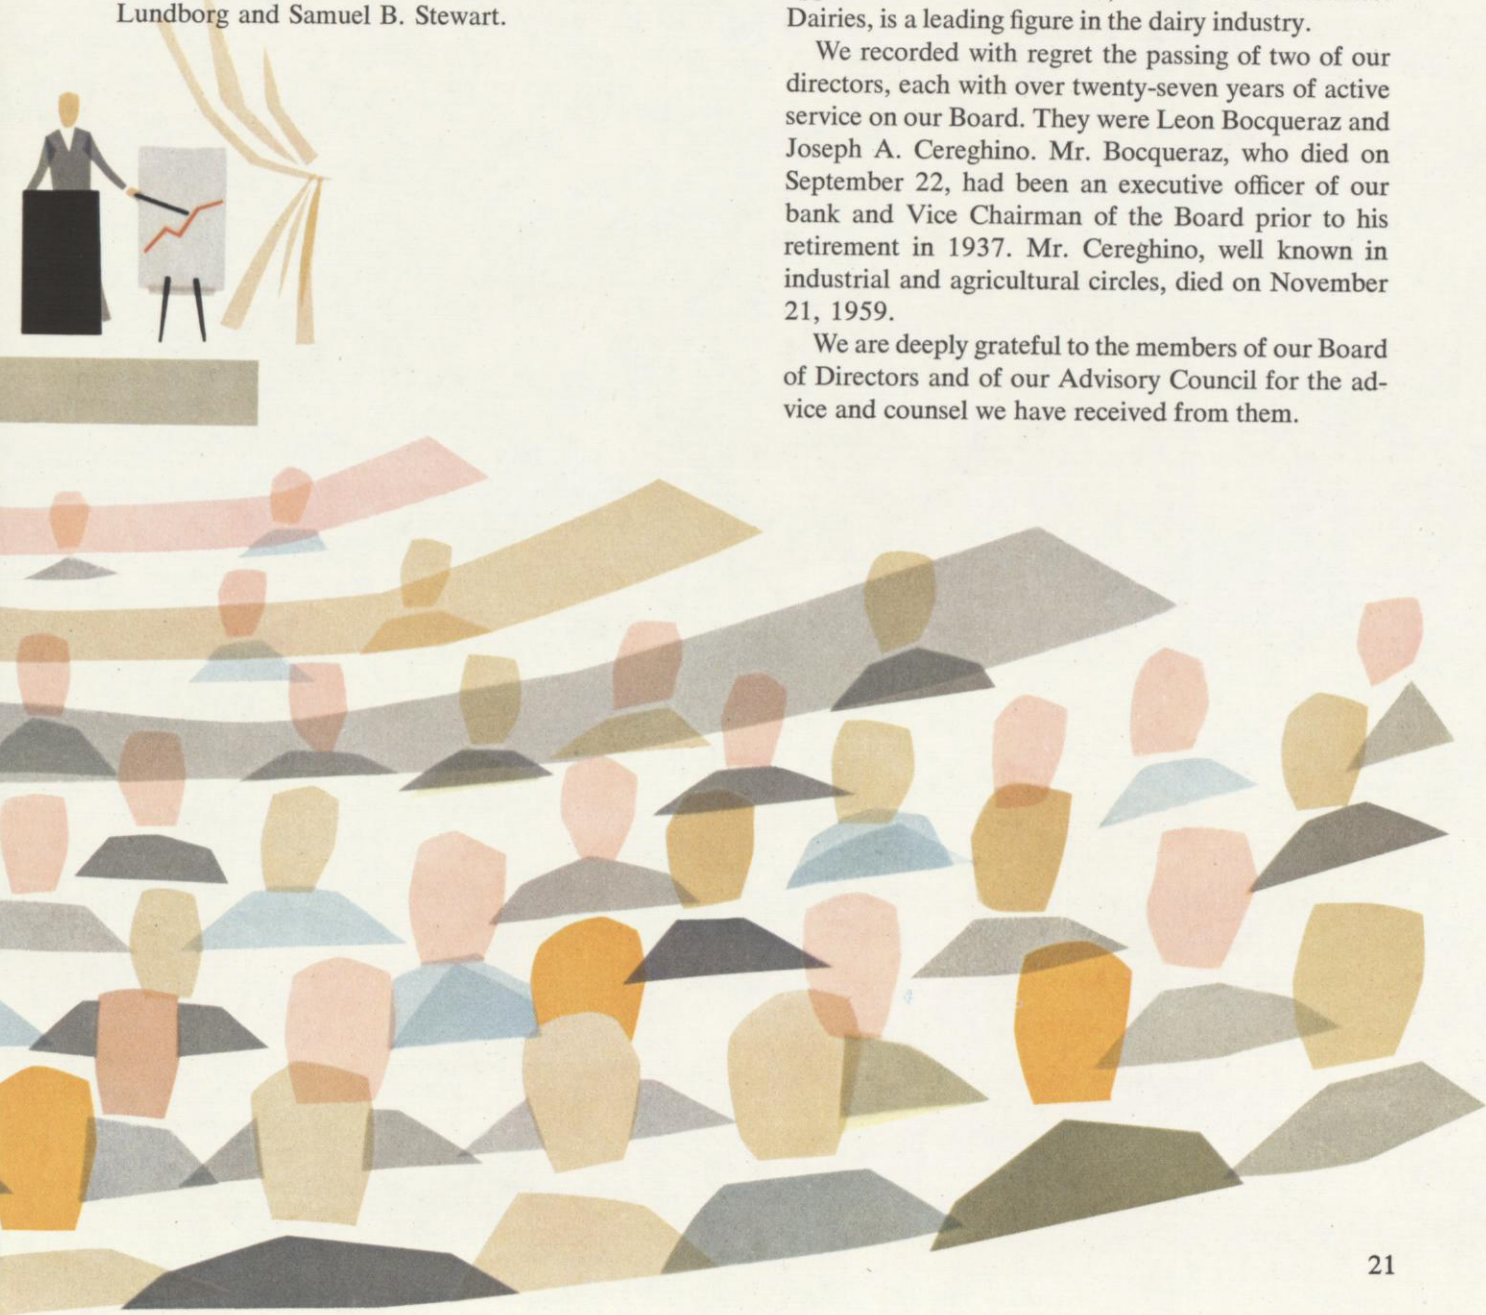 Lundborg and Samuel B. Stewart.
Dairies, is a leading figure in the dairy industry.
We recorded with regret the passing of two of our
directors, each with over twenty-seven years of active
service on our Board. They were Leon Bocqueraz and
Joseph A. Cereghino. Mr. Bocqueraz, who died on
September 22, had been an executive officer of our
bank and Vice Chairman of the Board prior to his
retirement in 1937. Mr. Cereghino, well known in
industrial and agricultural circles, died on November
21, 1959.
We are deeply grateful to the members of our Board
of Directors and of our Advisory Council for the ad-
vice and counsel we have received from them.
21